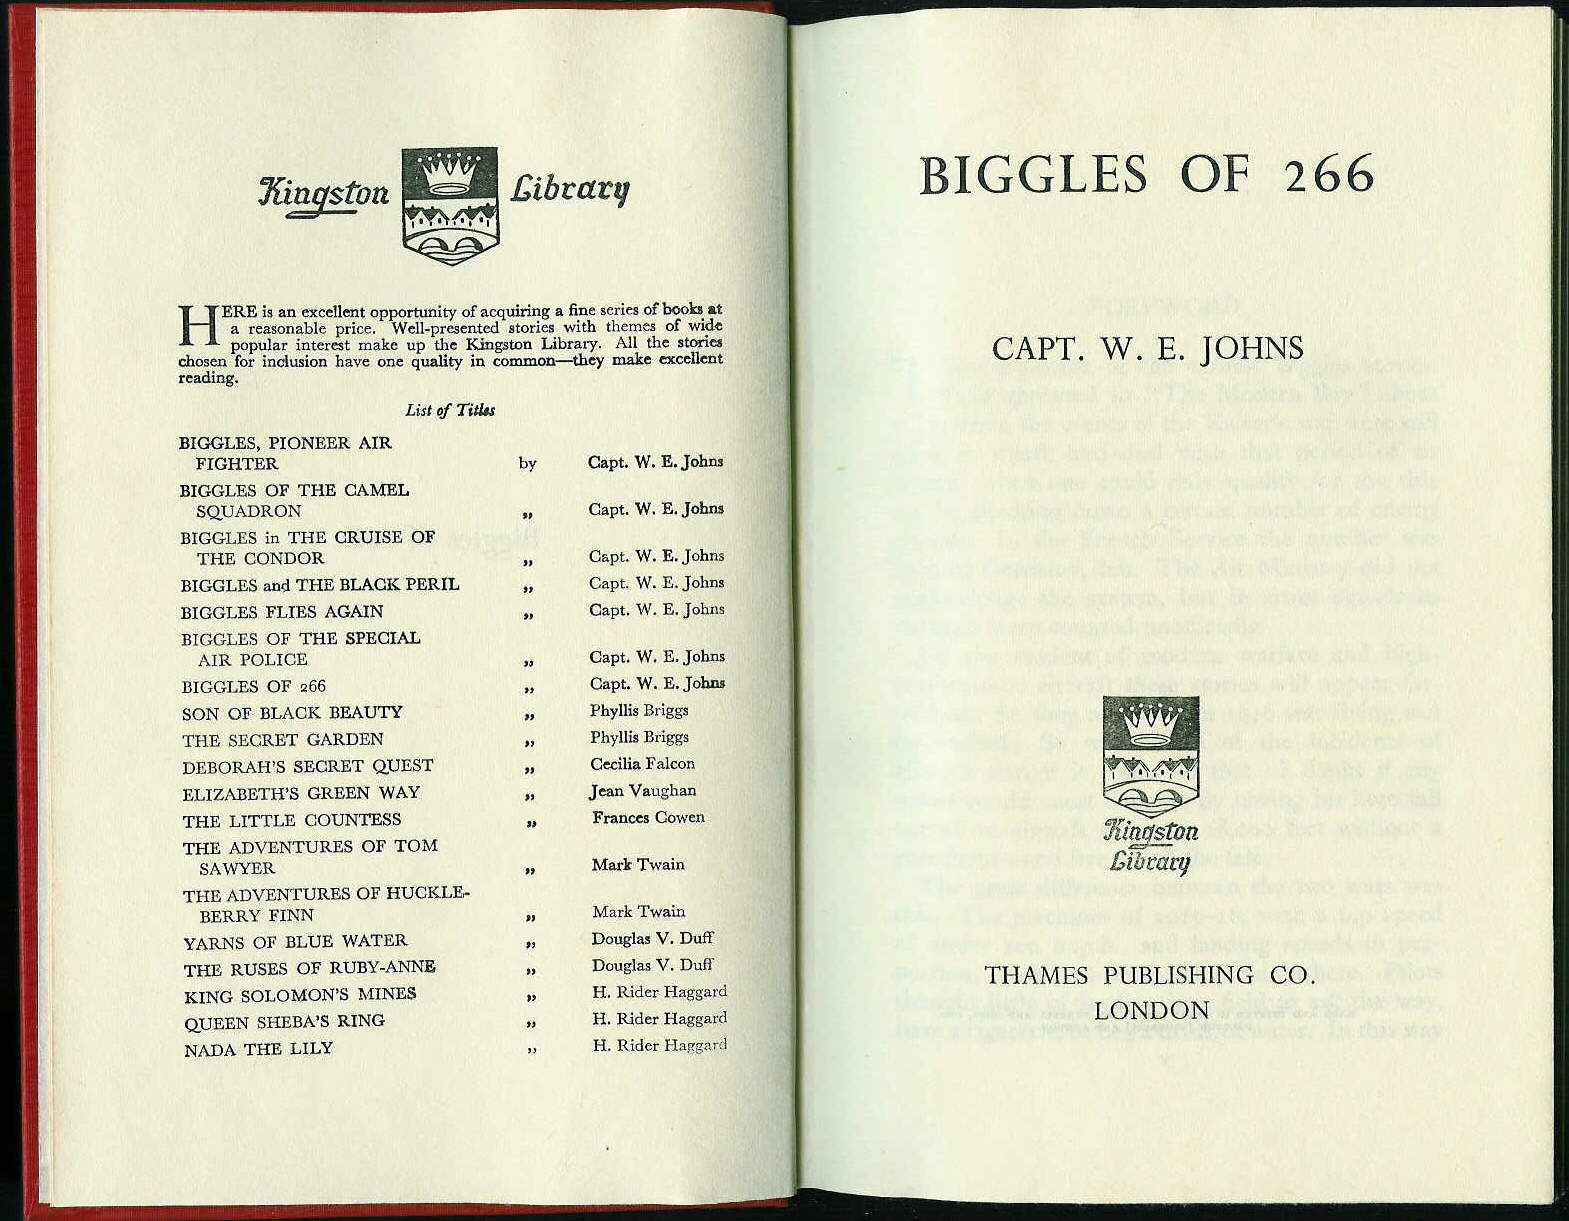 Kingston Library
HERE is an excellent opportunity of acquiring a fine series of books at
a reasonable price. Well-presented stories with themes of wide
popular interest make up the Kingston Library. All the stories
chosen for inclusion have one quality in common—they make excellent
reading.
List of Titles
BIGGLES, PIONEER AIR
FIGHTER by Capt. W. E. Johns
BIGGLES OF THE CAMEL
SQUADRON ,, Capt. W. E. Johns
BIGGLES in THE CRUISE OF
THE CONDOR ,, Capt. W. E. Johns
BIGGLES and THE BLACK PERIL ,, Capt. W. E. Johns
BIGGLES FLIES AGAIN ,, Capt. W. E. Johns
BIGGLES OF THE SPECIAL
AIR POLICE ,, Capt. W. E. Johns
BIGGLES OF 266 ,, Capt. W. E. Johns
SON OF BLACK BEAUTY ,, Phyllis Briggs
THE SECRET GARDEN ,, Phyllis Briggs
DEBORAH'S SECRET QUEST ,, Cecilia Falcon
ELIZABETH'S GREEN WAY ,, Jean Vaughan
THE LITTLE COUNTESS ,, Frances Cowen
THE ADVENTURES OF TOM
SAWYER ,, Mark Twain
THE ADVENTURES OF HUCKLE-
BERRY FINN ,, Mark Twain
YARNS OF BLUE WATER ,, Douglas V. Duff
THE RUSES OF RUBY-ANNE ,, Douglas V. Duff
KING SOLOMON'S MINES ,, H. Rider Haggard
QUEEN SHEBA'S RING ,, H. Rider Haggard
NADA THE LILY ,, H. Rider Haggard
BIGGLES OF 266
CAPT. W. E. JOHNS
Kingston
Library
THAMES PUBLISHING CO.
LONDON